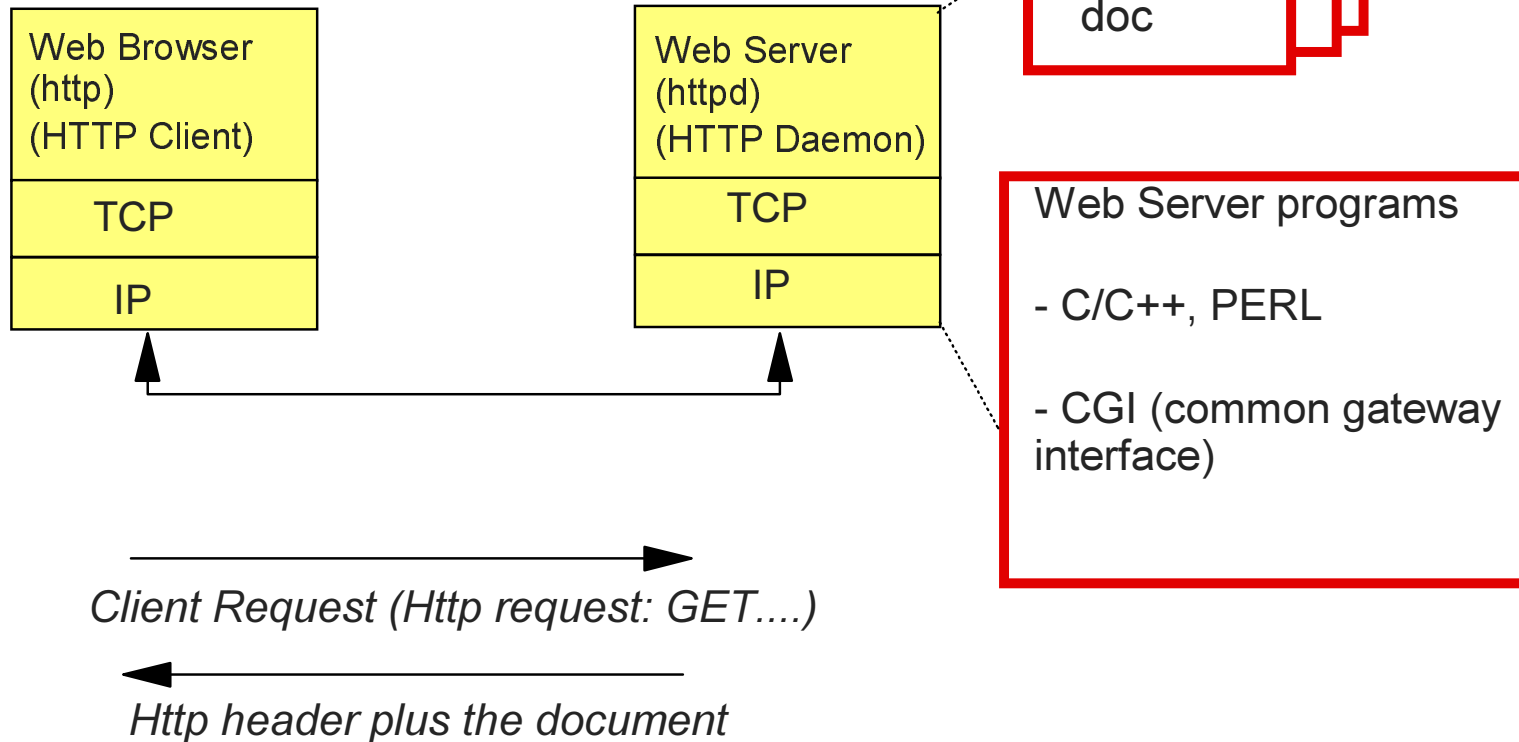 Web Browser
(http)
(HTTP Client)
TCP
IP
Web Server
(httpd)
(HTTP Daemon)
TCP
IP
doc
Web Server programs
- C/C++, PERL
- CGI (common gateway
interface)
Client Request (Http request: GET....)
Http header plus the document